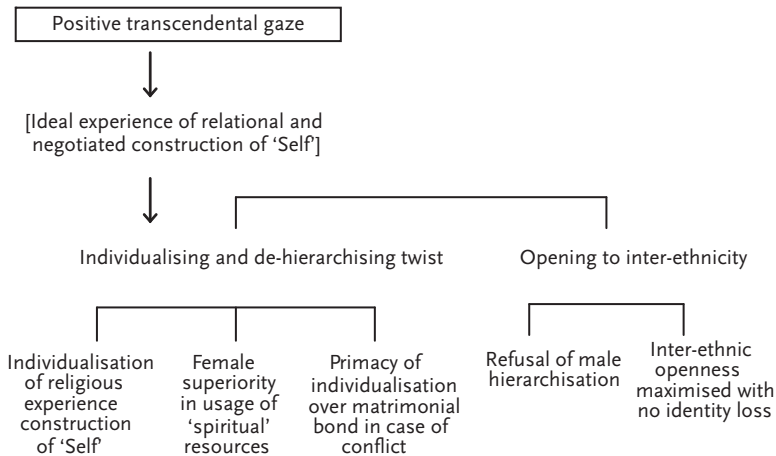 Positive transcendental gaze
[Ideal experience of relational and
negotiated construction of ‘Self’]
Individualising and de-hierarchising twist
Opening to inter-ethnicity
Individualisation
of religious
experience
construction
of ‘Self’
Female
superiority
in usage of
‘spiritual’
resources
Primacy of
individualisation
over matrimonial
bond in case of
conflict
Refusal of male
hierarchisation
Inter-ethnic
openness
maximised with
no identity loss